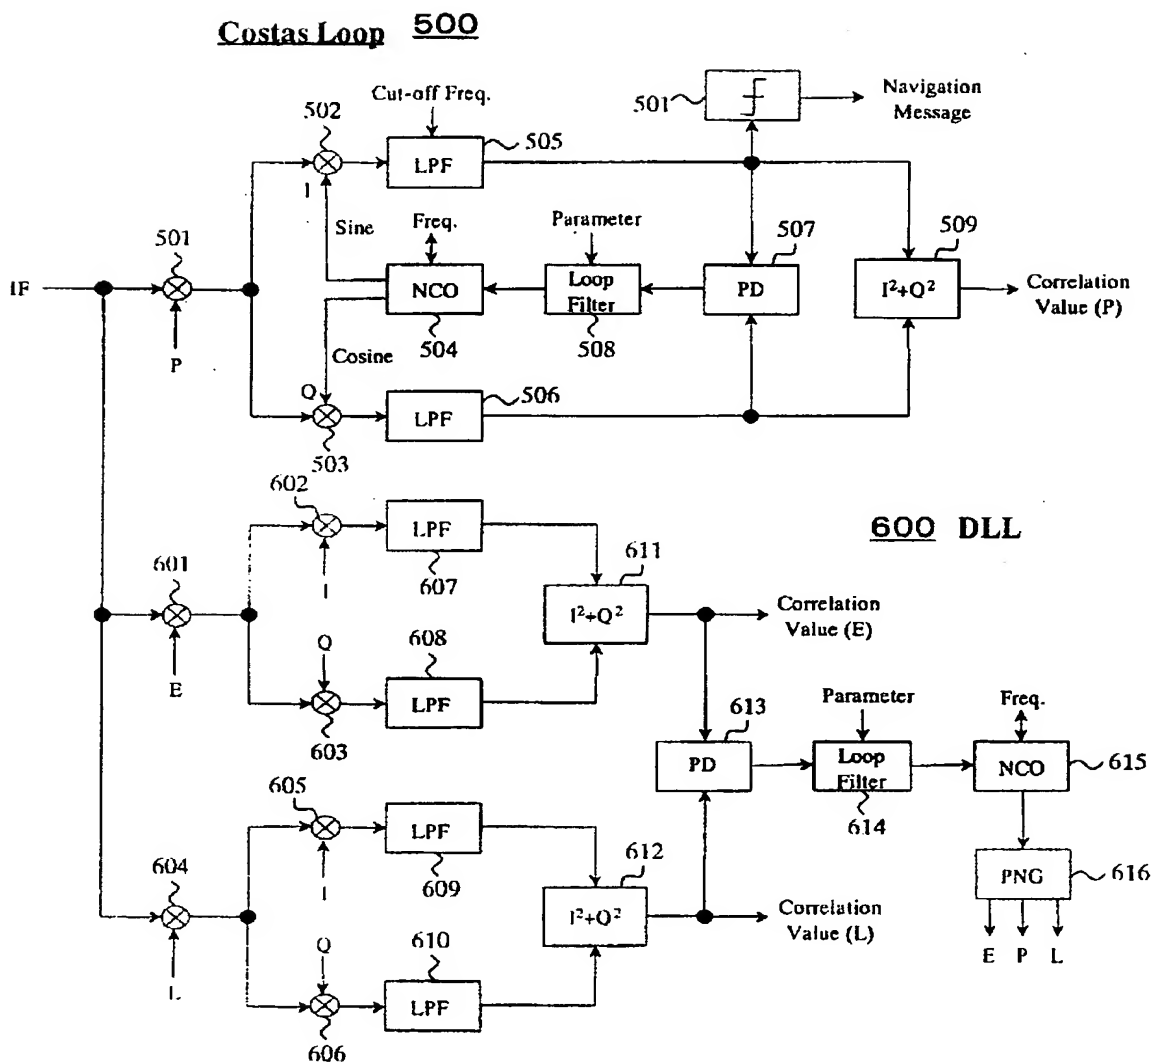 Costas Loop 500
Cut-off Freq.
502
LPF
505
501
Navigation
Message
I
Sine
Freq.
Parameter
507
509
501
IF
NCO
Loop
Filter
PD
I²+Q²
Correlation
Value (P)
504
508
P
Cosine
Q
506
LPF
503
602
LPF
607
600 DLL
601
I
611
I²+Q²
Correlation
Value (E)
E
Q
608
LPF
603
Parameter
Freq.
613
PD
Loop
Filter
NCO
615
614
605
LPF
609
604
I
612
I²+Q²
PNG
616
Correlation
Value (L)
E P L
L
Q
610
LPF
606